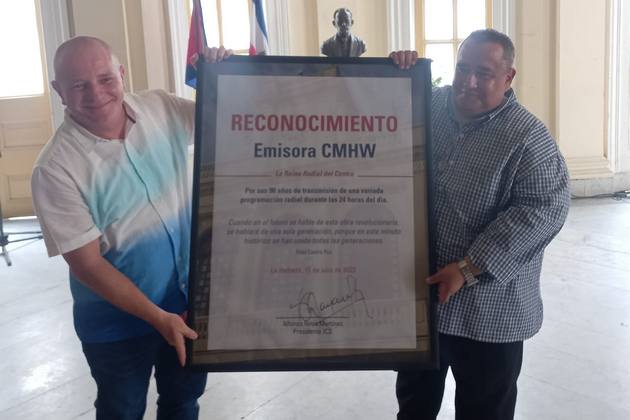 RECONOCIMIENTO
Emisora CMHW
La Reina Radial del Centro
Por sus 90 años de transmisión de una variada
programación radial durante las 24 horas del día.
Cuando en el futuro se hable de esta obra revolucionaria,
se hablará de una sola generación, porque en este minuto
histórico se han unido todas las generaciones.
Fidel Castro Ruz
La Habana, 15 de julio de 2023
Alfonso Noya Martínez
Presidente ICS